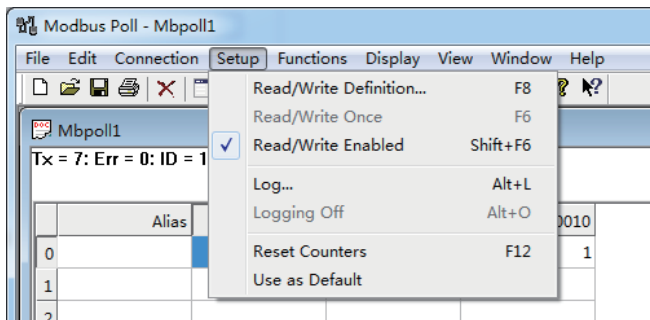 Modbus Poll - Mbpoll1
File Edit Connection Setup Functions Display View Window Help
Read/Write Definition... F8
Read/Write Once F6
Mbpoll1
Read/Write Enabled Shift+F6
Tx = 7: Err = 0: ID = 1
Log... Alt+L
Alias
Logging Off Alt+O
0010
0
Reset Counters F12
1
1
Use as Default
2